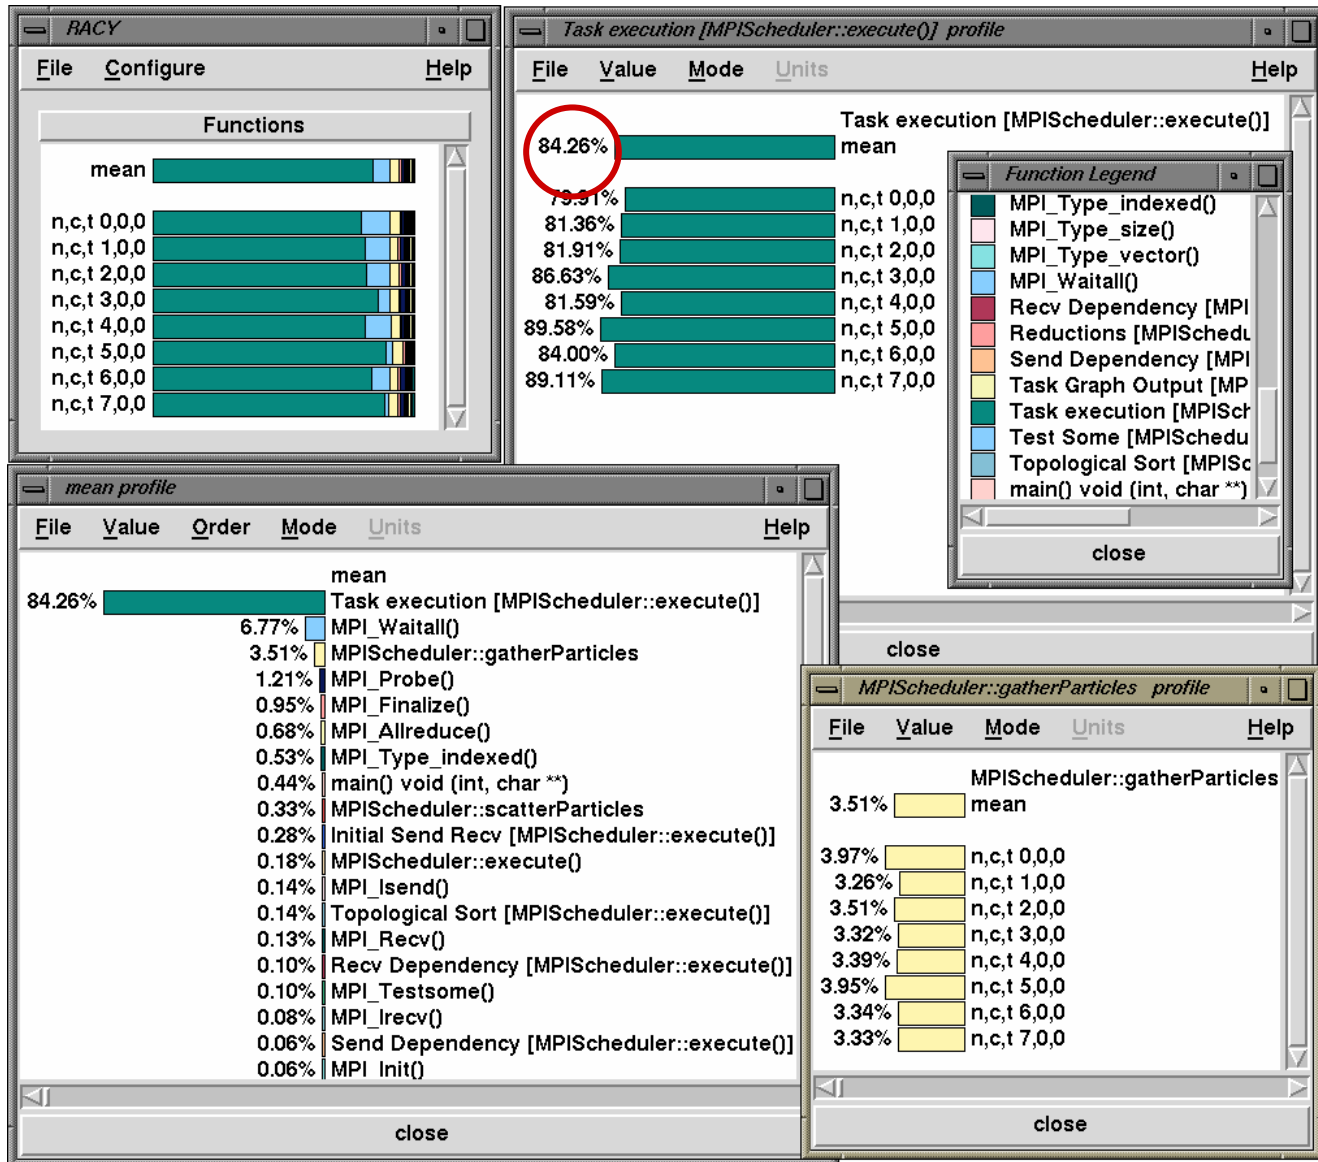 RACY
File Configure Help
Functions
mean
n,c,t 0,0,0
n,c,t 1,0,0
n,c,t 2,0,0
n,c,t 3,0,0
n,c,t 4,0,0
n,c,t 5,0,0
n,c,t 6,0,0
n,c,t 7,0,0
Task execution [MPIScheduler::execute()] profile
File Value Mode Units Help
Task execution [MPIScheduler::execute()]
84.26% mean
79.91% n,c,t 0,0,0
81.36% n,c,t 1,0,0
81.91% n,c,t 2,0,0
86.63% n,c,t 3,0,0
81.59% n,c,t 4,0,0
89.58% n,c,t 5,0,0
84.00% n,c,t 6,0,0
89.11% n,c,t 7,0,0
close
Function Legend
MPI_Type_indexed()
MPI_Type_size()
MPI_Type_vector()
MPI_Waitall()
Recv Dependency [MPI
Reductions [MPISchedu
Send Dependency [MPI
Task Graph Output [MP
Task execution [MPISch
Test Some [MPISchedu
Topological Sort [MPISc
main() void (int, char **)
close
mean profile
File Value Order Mode Units Help
mean
84.26% Task execution [MPIScheduler::execute()]
6.77% MPI_Waitall()
3.51% MPIScheduler::gatherParticles
1.21% MPI_Probe()
0.95% MPI_Finalize()
0.68% MPI_Allreduce()
0.53% MPI_Type_indexed()
0.44% main() void (int, char **)
0.33% MPIScheduler::scatterParticles
0.28% Initial Send Recv [MPIScheduler::execute()]
0.18% MPIScheduler::execute()
0.14% MPI_Isend()
0.14% Topological Sort [MPIScheduler::execute()]
0.13% MPI_Recv()
0.10% Recv Dependency [MPIScheduler::execute()]
0.10% MPI_Testsome()
0.08% MPI_Irecv()
0.06% Send Dependency [MPIScheduler::execute()]
0.06% MPI_Init()
close
MPIScheduler::gatherParticles profile
File Value Mode Units Help
MPIScheduler::gatherParticles
3.51% mean
3.97% n,c,t 0,0,0
3.26% n,c,t 1,0,0
3.51% n,c,t 2,0,0
3.32% n,c,t 3,0,0
3.39% n,c,t 4,0,0
3.95% n,c,t 5,0,0
3.34% n,c,t 6,0,0
3.33% n,c,t 7,0,0
close